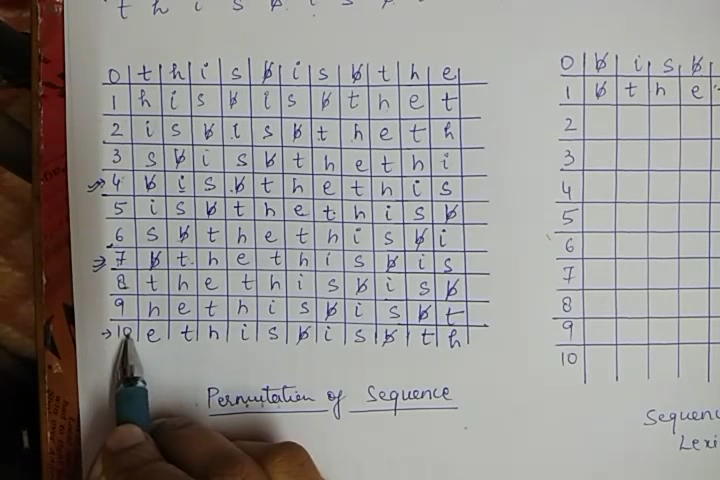 t h i s ƀ i s ƀ
0 t h i s ƀ i s ƀ t h e
1 h i s ƀ i s ƀ t h e t
2 i s ƀ i s ƀ t h e t h
3 s ƀ i s ƀ t h e t h i
4 ƀ i s ƀ t h e t h i s
5 i s ƀ t h e t h i s ƀ
6 s ƀ t h e t h i s ƀ i
7 ƀ t h e t h i s ƀ i s
8 t h e t h i s ƀ i s ƀ
9 h e t h i s ƀ i s ƀ t
10 e t h i s ƀ i s ƀ t h
Permutation of Sequence
0 ƀ i s ƀ
1 ƀ t h e
2
3
4
5
6
7
8
9
10
Sequenc
Lexi